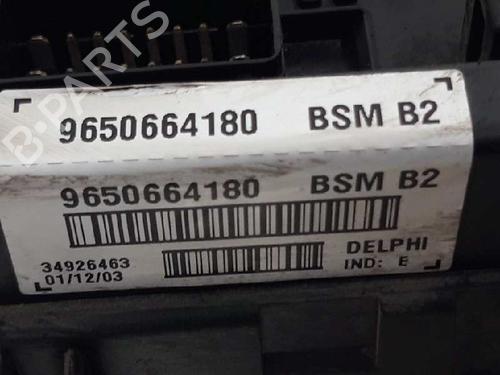 9650664180 BSM B2
9650664180 BSM B2
34926463 DELPHI
01/12/03 IND: E
B-PARTS